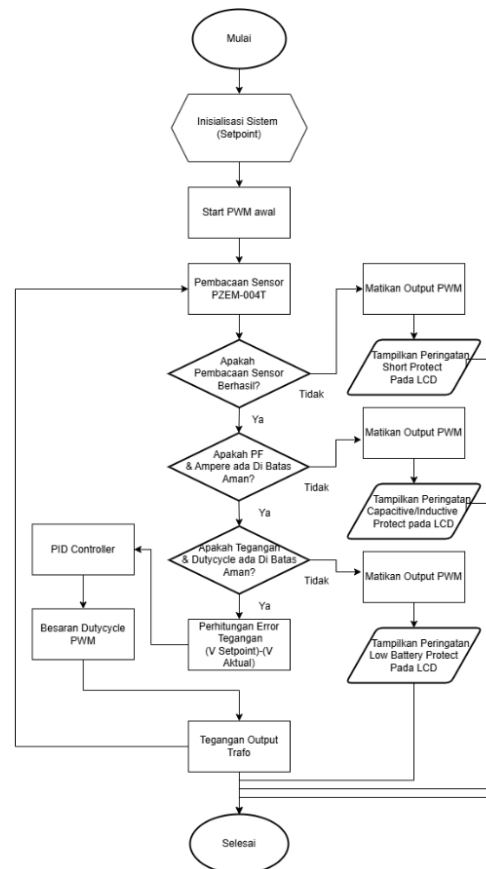 Mulai
Inisialisasi Sistem
(Setpoint)
Start PWM awal
Pembacaan Sensor
PZEM-004T
Matikan Output PWM
Apakah
Pembacaan Sensor
Berhasil?
Tidak
Tampilkan Peringatan
Short Protect
Pada LCD
Ya
Apakah PF
& Ampere ada Di Batas
Aman?
Tidak
Matikan Output PWM
Tampilkan Peringatan
Capacitive/Inductive
Protect pada LCD
Ya
Apakah Tegangan
& Dutycycle ada Di Batas
Aman?
Tidak
Matikan Output PWM
Tampilkan Peringatan
Low Battery Protect
Pada LCD
Ya
Perhitungan Error
Tegangan
(V Setpoint)-(V
Aktual)
PID Controller
Besaran Dutycycle
PWM
Tegangan Output
Trafo
Selesai